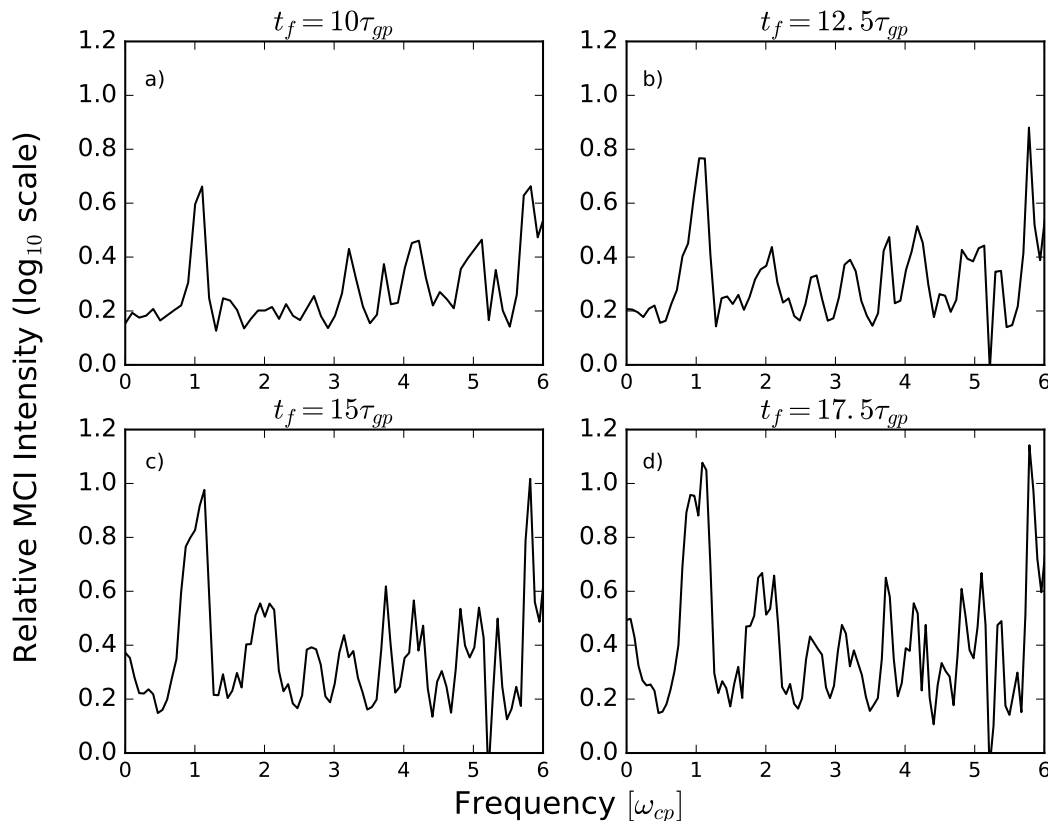 t_f = 10τ_gp
t_f = 12.5τ_gp
1.2
1.0
0.8
0.6
0.4
0.2
0.0
a)
0 1 2 3 4 5 6
1.2
1.0
0.8
0.6
0.4
0.2
0.0
b)
0 1 2 3 4 5 6
t_f = 15τ_gp
t_f = 17.5τ_gp
1.2
1.0
0.8
0.6
0.4
0.2
0.0
c)
0 1 2 3 4 5 6
1.2
1.0
0.8
0.6
0.4
0.2
0.0
d)
0 1 2 3 4 5 6
Relative MCI Intensity (log₁₀ scale)
Frequency [ω_cp]